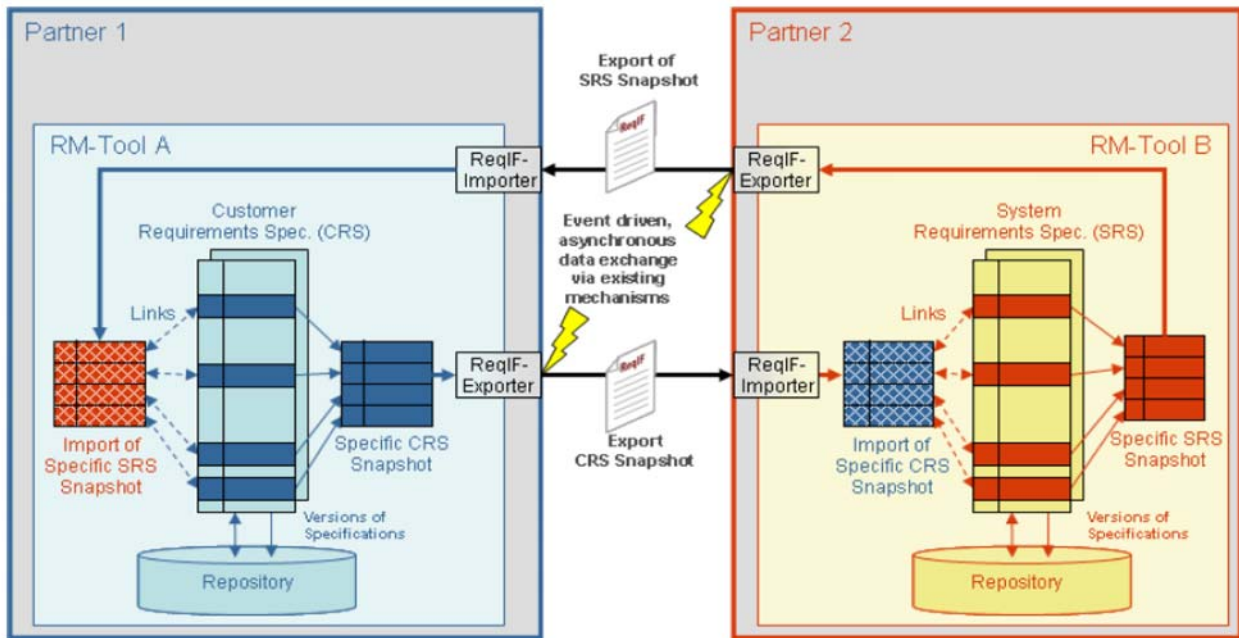 Partner 1
Partner 2
Export of
SRS Snapshot
ReqIF
RM-Tool A
RM-Tool B
ReqIF-
Importer
ReqIF-
Exporter
Customer
Requirements Spec. (CRS)
Event driven,
asynchronous
data exchange
via existing
mechanisms
System
Requirements Spec. (SRS)
Links
Links
ReqIF-
Exporter
ReqIF
ReqIF-
Importer
Import of
Specific SRS
Snapshot
Specific CRS
Snapshot
Export
CRS Snapshot
Import of
Specific CRS
Snapshot
Specific SRS
Snapshot
Versions of
Specifications
Versions of
Specifications
Repository
Repository